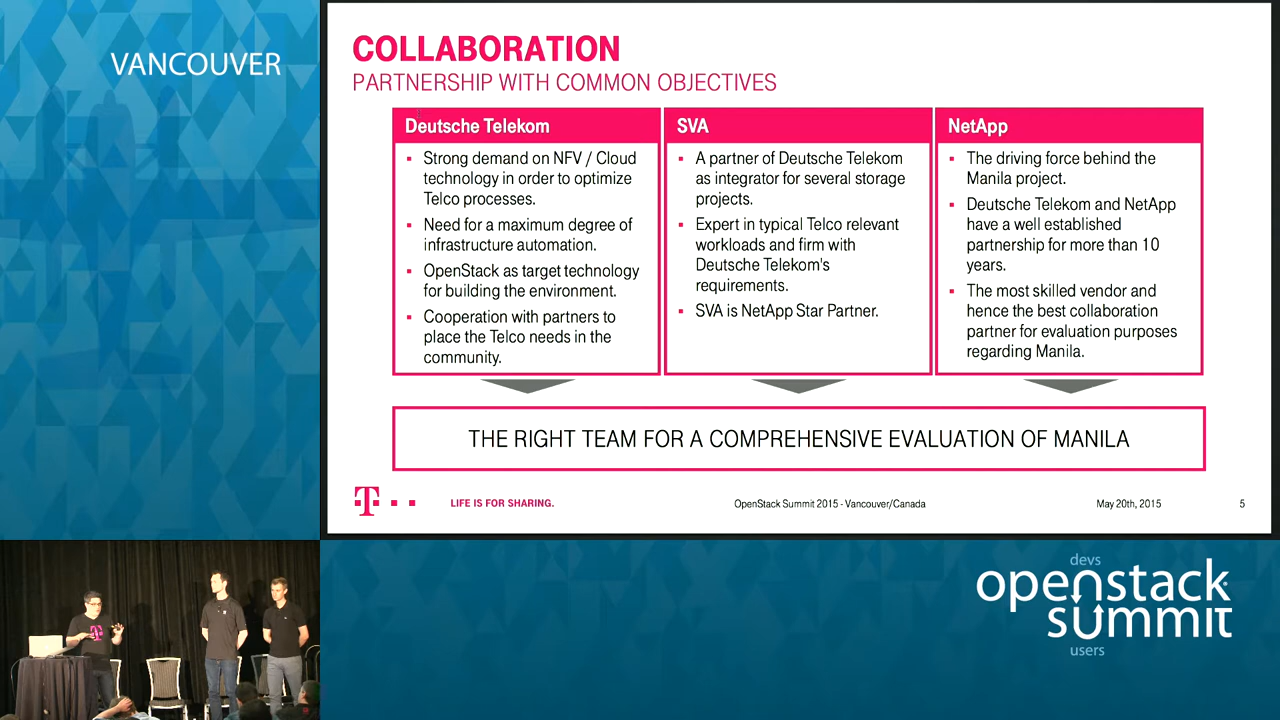 VANCOUVER
COLLABORATION
PARTNERSHIP WITH COMMON OBJECTIVES
Deutsche Telekom
▪ Strong demand on NFV / Cloud
technology in order to optimize
Telco processes.
▪ Need for a maximum degree of
infrastructure automation.
▪ OpenStack as target technology
for building the environment.
▪ Cooperation with partners to
place the Telco needs in the
community.
SVA
▪ A partner of Deutsche Telekom
as integrator for several storage
projects.
▪ Expert in typical Telco relevant
workloads and firm with
Deutsche Telekom's
requirements.
▪ SVA is NetApp Star Partner.
NetApp
▪ The driving force behind the
Manila project.
▪ Deutsche Telekom and NetApp
have a well established
partnership for more than 10
years.
▪ The most skilled vendor and
hence the best collaboration
partner for evaluation purposes
regarding Manila.
THE RIGHT TEAM FOR A COMPREHENSIVE EVALUATION OF MANILA
T LIFE IS FOR SHARING. OpenStack Summit 2015 - Vancouver/Canada May 20th, 2015 5
T
devs
openstack
summit
users